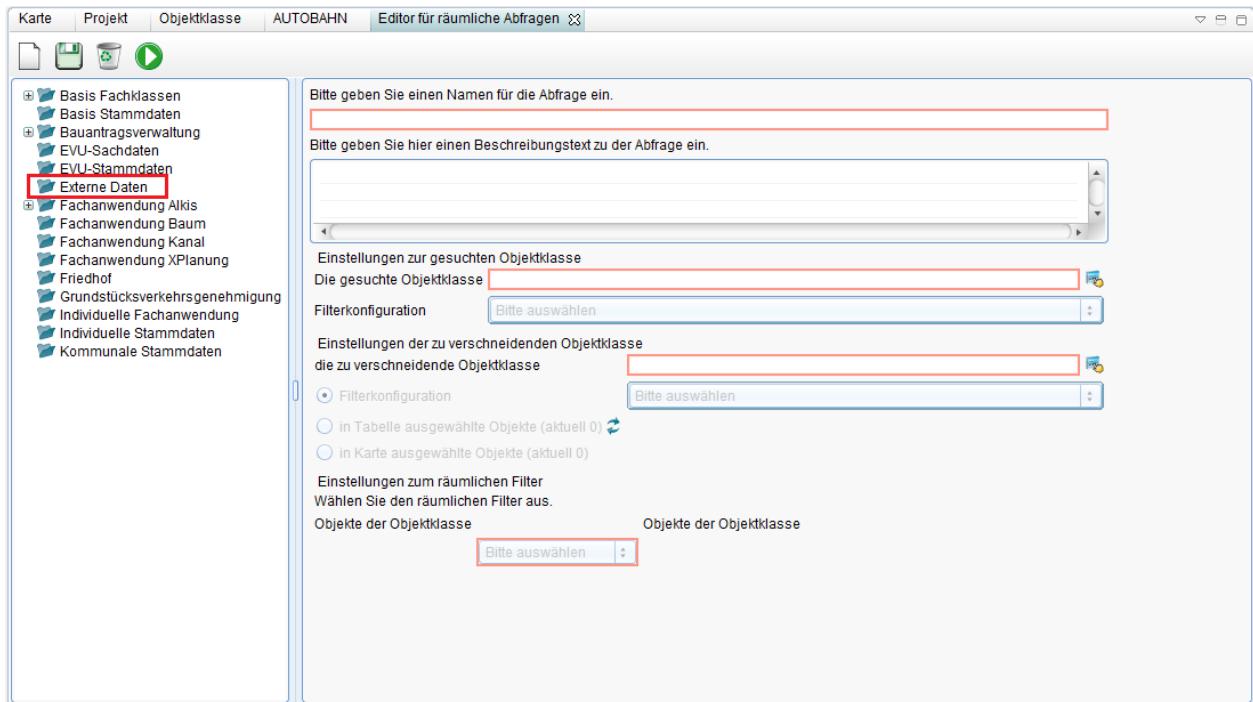 Karte Projekt Objektklasse AUTOBAHN Editor für räumliche Abfragen
Basis Fachklassen
Basis Stammdaten
Bauantragsverwaltung
EVU-Sachdaten
EVU-Stammdaten
Externe Daten
Fachanwendung Alkis
Fachanwendung Baum
Fachanwendung Kanal
Fachanwendung XPlanung
Friedhof
Grundstücksverkehrsgenehmigung
Individuelle Fachanwendung
Individuelle Stammdaten
Kommunale Stammdaten
Bitte geben Sie einen Namen für die Abfrage ein.
Bitte geben Sie hier einen Beschreibungstext zu der Abfrage ein.
Einstellungen zur gesuchten Objektklasse
Die gesuchte Objektklasse
Filterkonfiguration Bitte auswählen
Einstellungen der zu verschneidenden Objektklasse
die zu verschneidende Objektklasse
Filterkonfiguration Bitte auswählen
in Tabelle ausgewählte Objekte (aktuell 0)
in Karte ausgewählte Objekte (aktuell 0)
Einstellungen zum räumlichen Filter
Wählen Sie den räumlichen Filter aus.
Objekte der Objektklasse Objekte der Objektklasse
Bitte auswählen